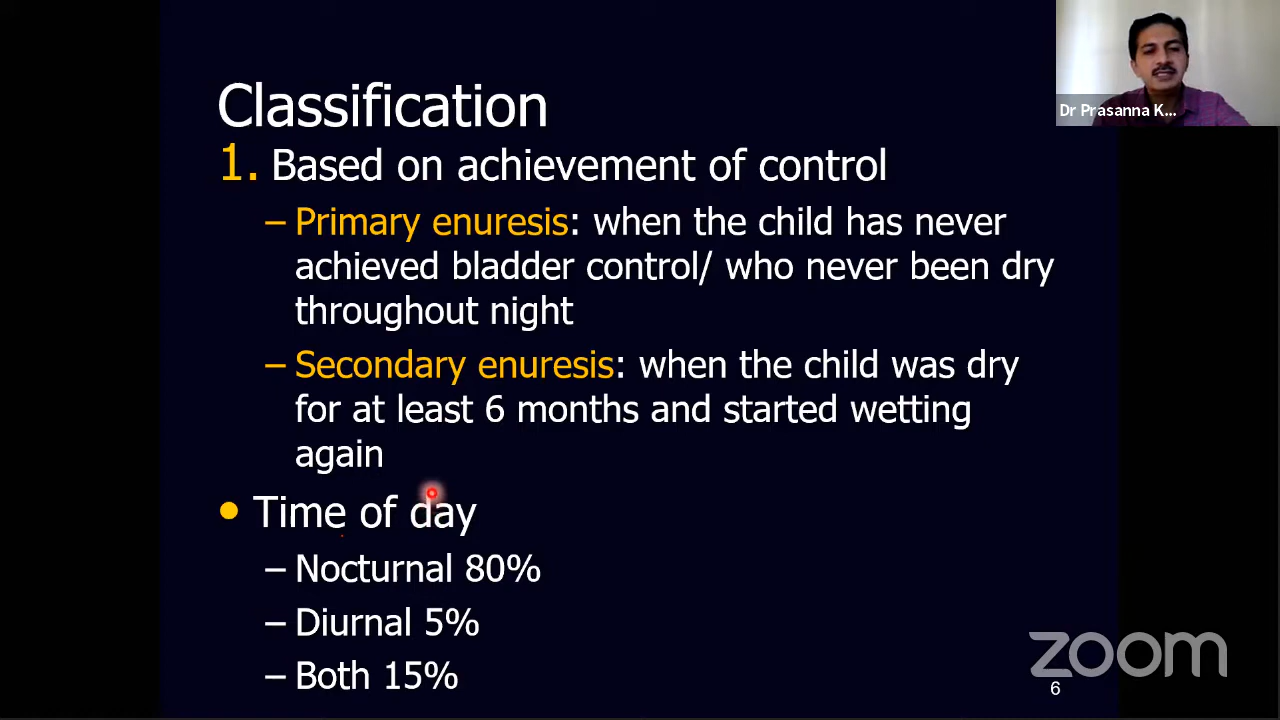 Classification
1. Based on achievement of control
– Primary enuresis: when the child has never
achieved bladder control/ who never been dry
throughout night
– Secondary enuresis: when the child was dry
for at least 6 months and started wetting
again
• Time of day
– Nocturnal 80%
– Diurnal 5%
– Both 15%
Dr Prasanna K...
zoom
6